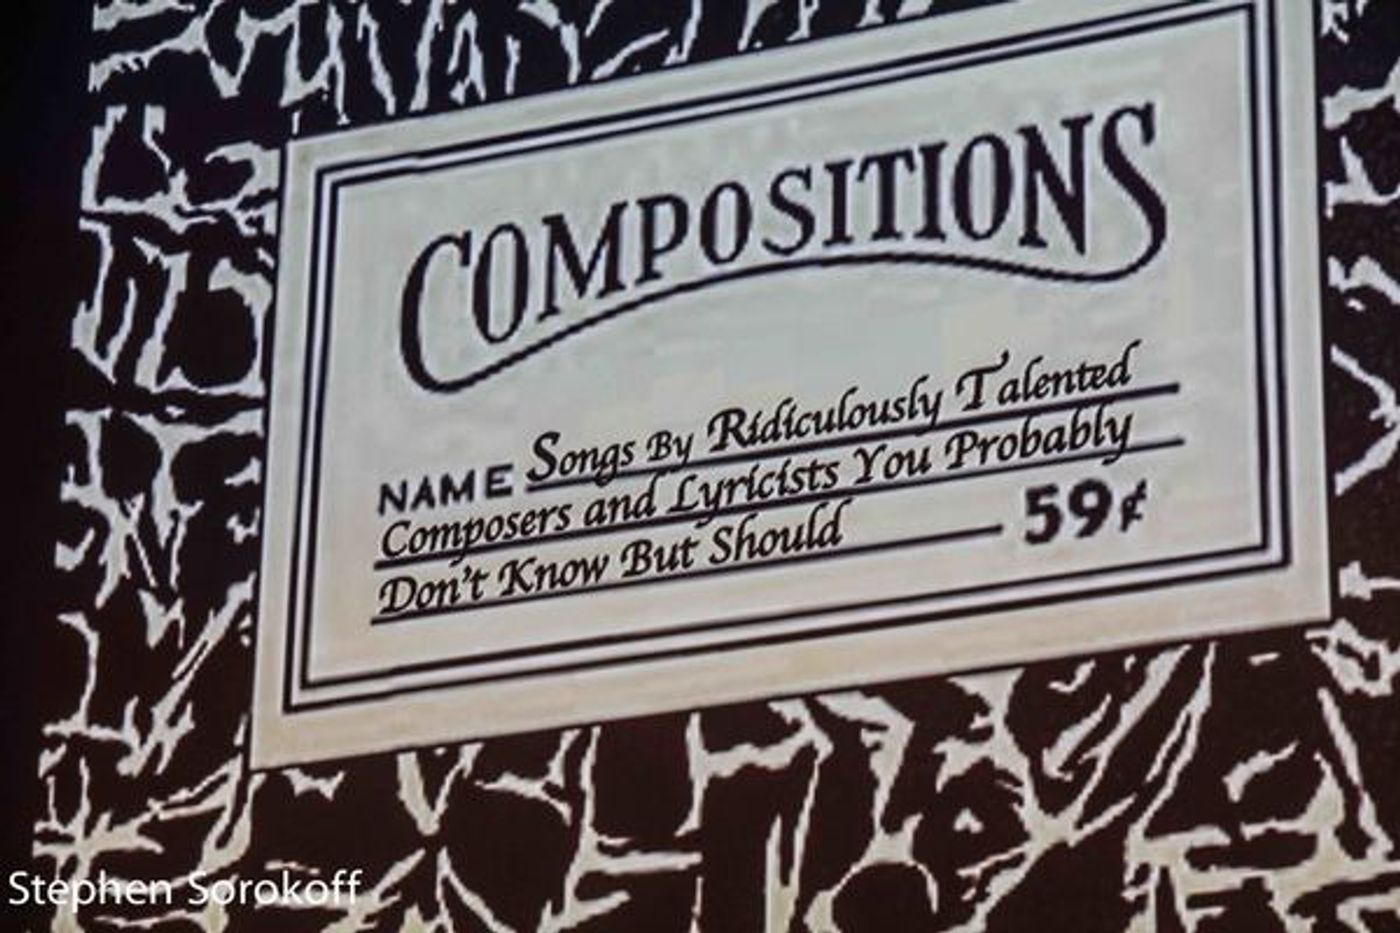 COMPOSITIONS
NAME Songs By Ridiculously Talented
Composers and Lyricists You Probably
Don't Know But Should
59¢
Stephen Sorokoff